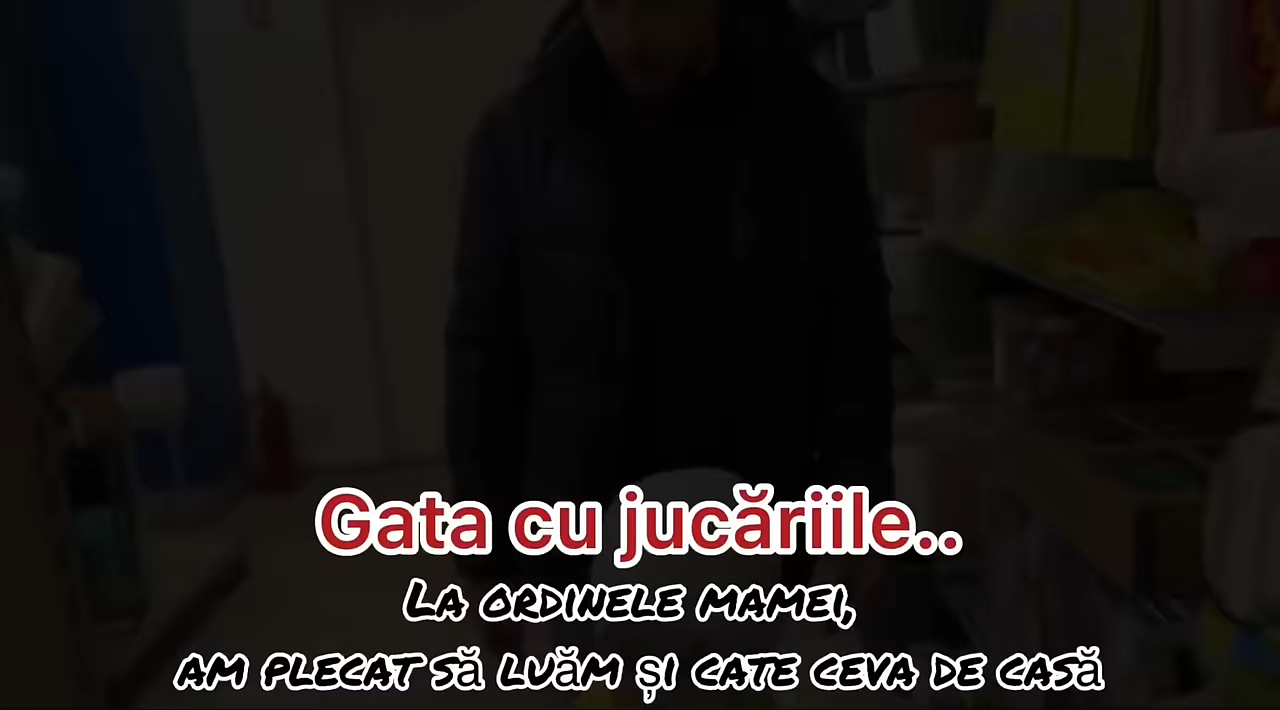 Gata cu jucăriile..
La ordinele mamei,
am plecat să luăm și cate ceva de casă